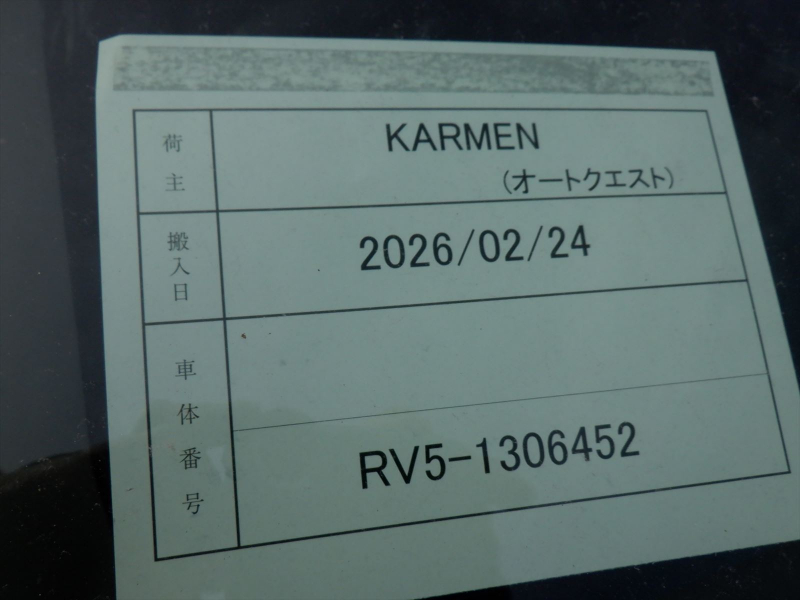 荷主
KARMEN
(オートクエスト)
搬入日
2026/02/24
車体番号
RV5-1306452